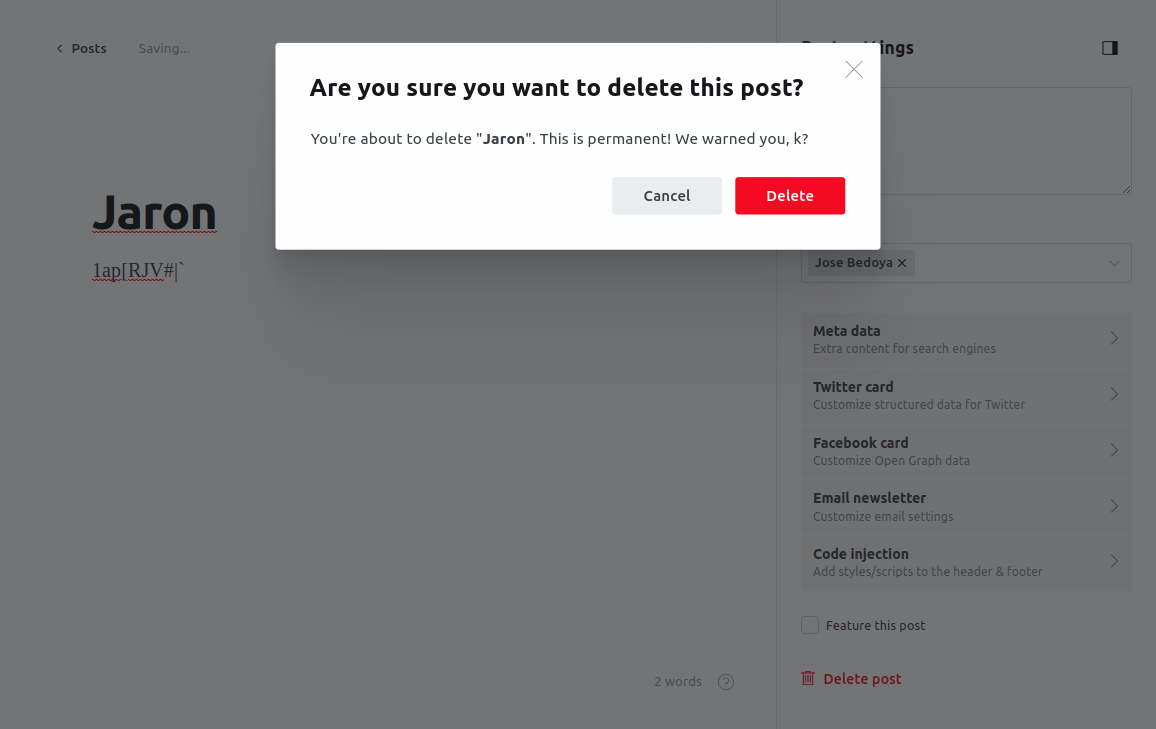 Posts
Saving...
Are you sure you want to delete this post?
You're about to delete "Jaron". This is permanent! We warned you, k?
Cancel
Delete
Jaron
1ap[RJV#|`
Jose Bedoya
Meta data
Extra content for search engines
Twitter card
Customize structured data for Twitter
Facebook card
Customize Open Graph data
Email newsletter
Customize email settings
Code injection
Add styles/scripts to the header & footer
Feature this post
2 words
?
Delete post